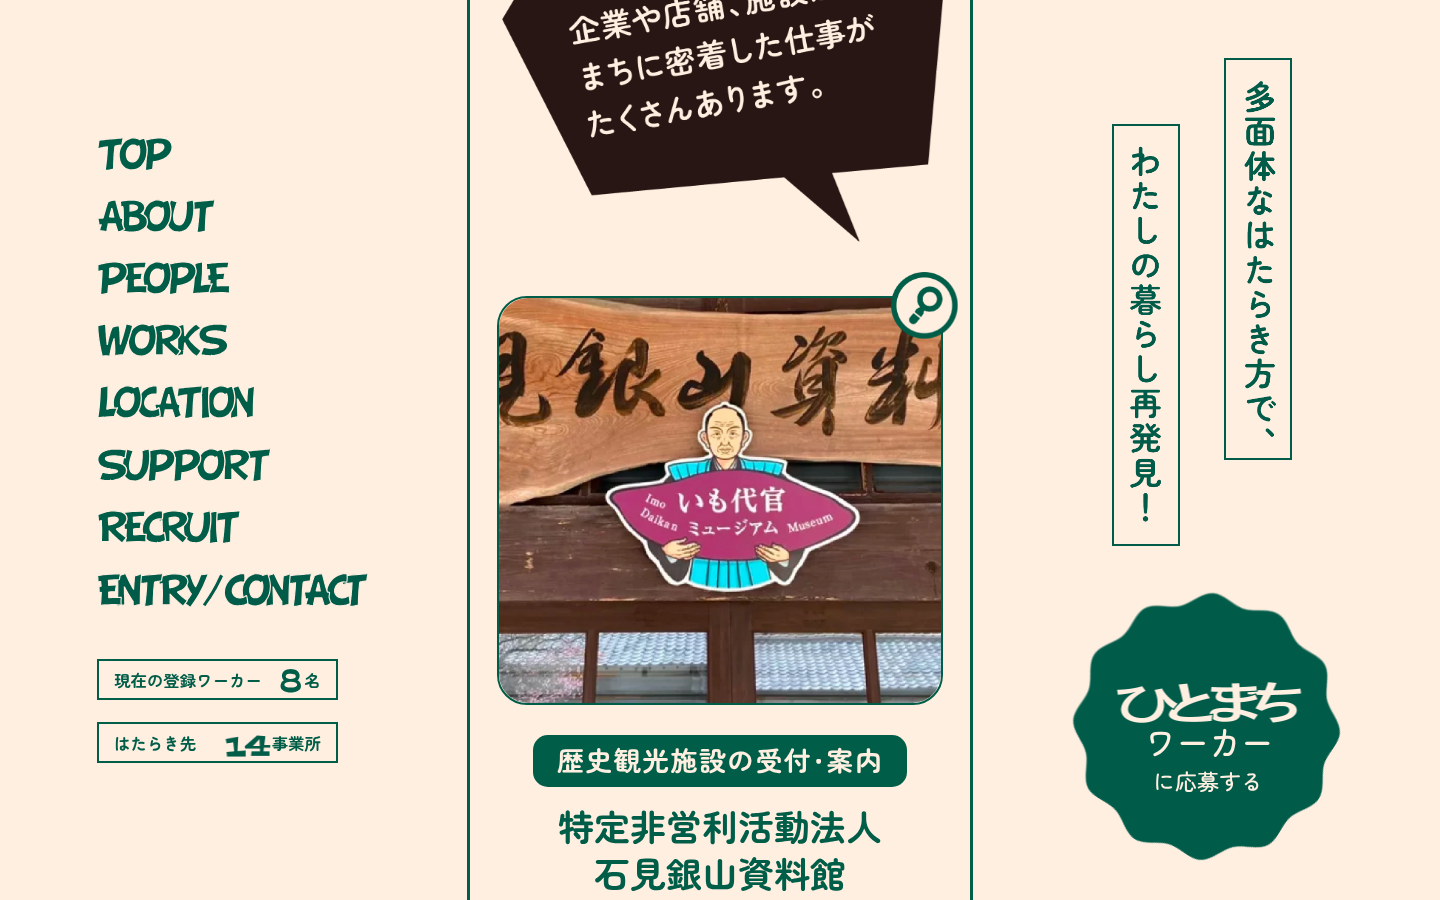 TOP
ABOUT
PEOPLE
WORKS
LOCATION
SUPPORT
RECRUIT
ENTRY/CONTACT
現在の登録ワーカー 8名
はたらき先 14事業所
企業や店舗、施設
まちに密着した仕事が
たくさんあります。
見銀山資料
いも代官
ミュージアム
Imo
Daikan
Museum
歴史観光施設の受付・案内
特定非営利活動法人
石見銀山資料館
多面体なはたらき方で、
わたしの暮らし再発見!
ひとまち
ワーカー
に応募する